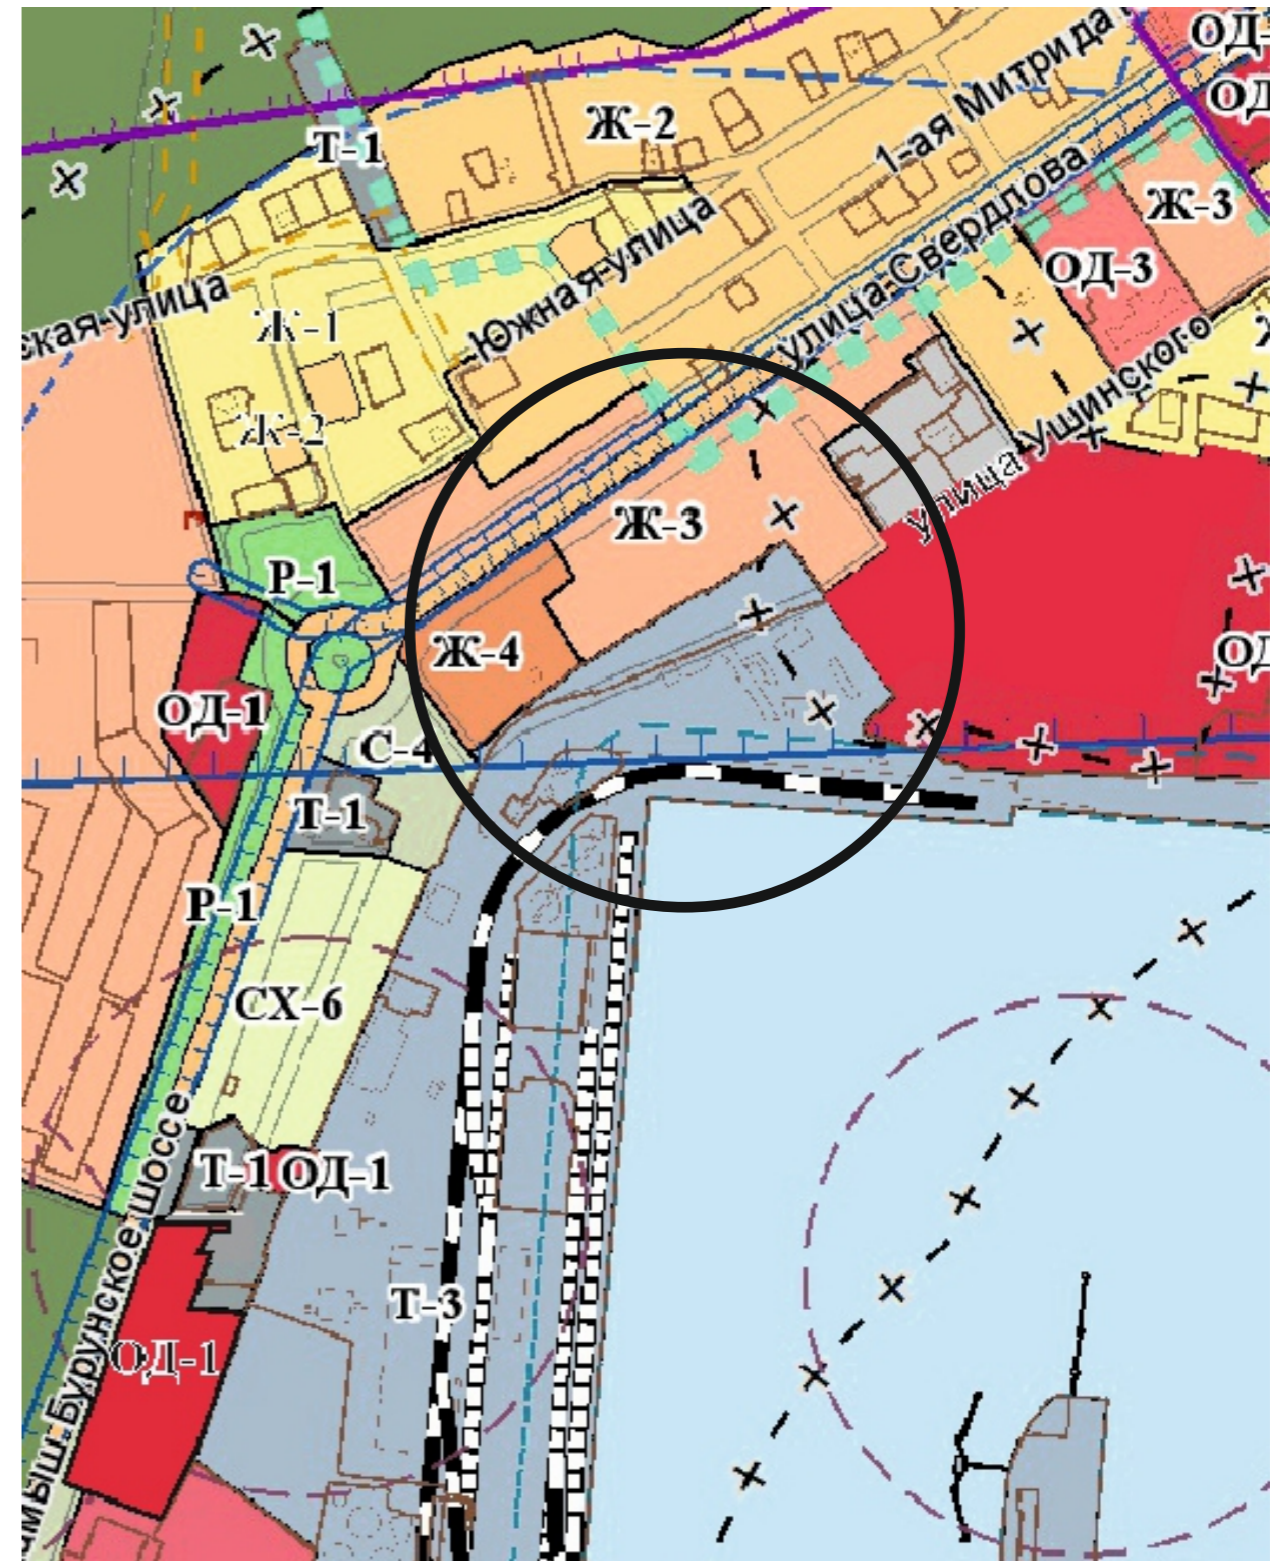 ОД-
ОД
1-ая Митрида
Ж-2
Т-1
Ж-3
улица Свердлова
ОД-3
Южная улица
ская улица
Ж-1
улица Ушинского
Ж-2
Ж-3
Р-1
Ж-4
ОД
ОД-1
С-4
Т-1
Р-1
СХ-6
Т-1 ОД-1
Т-3
ОД-1
мыш-Бурунское шоссе